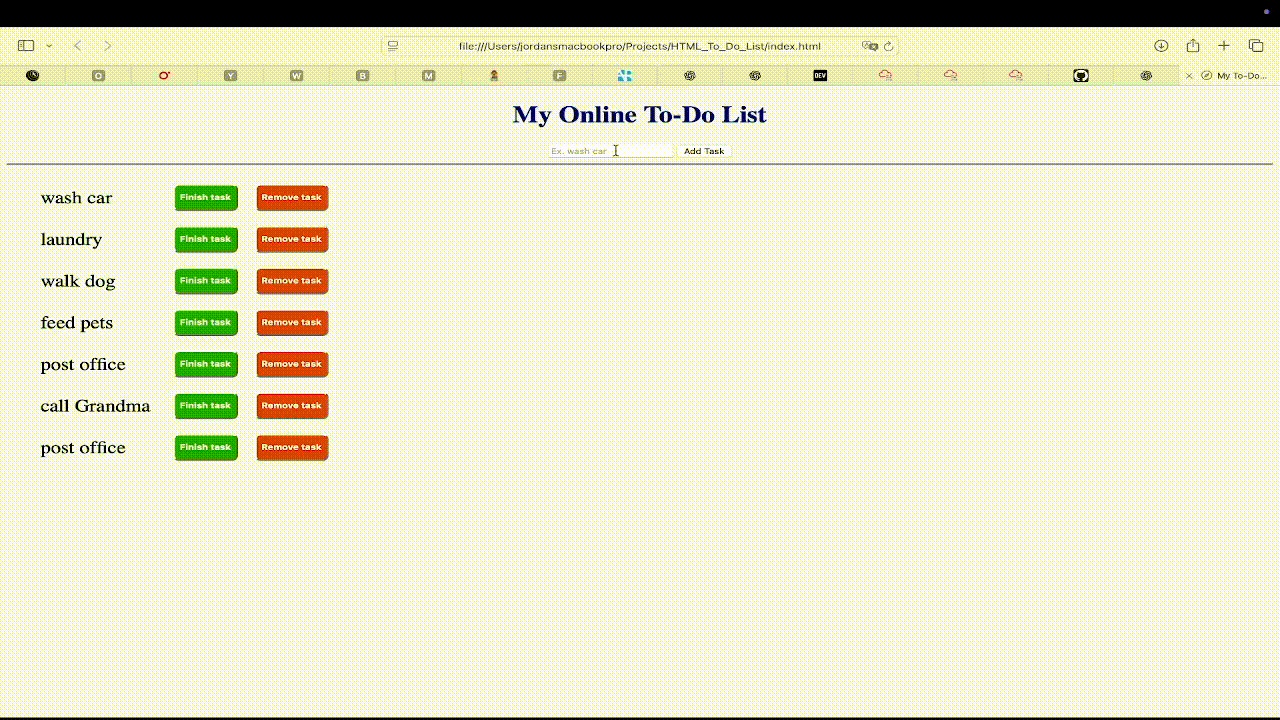 file:///Users/jordansmacbookpro/Projects/HTML_To_Do_List/index.html
O Y W B M F DEV My To-Do...
My Online To-Do List
Ex. wash car Add Task
wash car Finish task Remove task
laundry Finish task Remove task
walk dog Finish task Remove task
feed pets Finish task Remove task
post office Finish task Remove task
call Grandma Finish task Remove task
post office Finish task Remove task